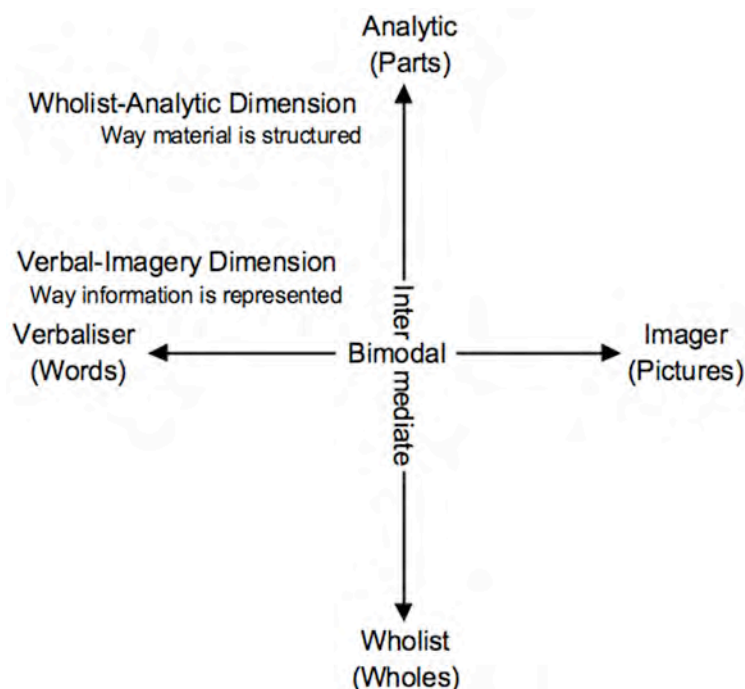 Analytic
(Parts)
Wholist-Analytic Dimension
Way material is structured
Verbal-Imagery Dimension
Way information is represented
Verbaliser
(Words)
Inter mediate
Bimodal
Imager
(Pictures)
Wholist
(Wholes)